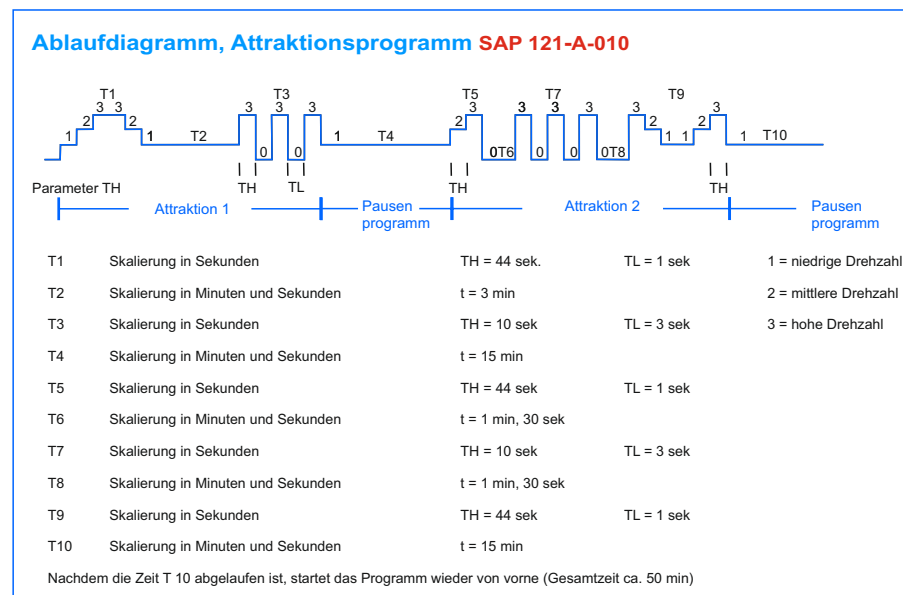 Ablaufdiagramm, Attraktionsprogramm SAP 121-A-010
T1 T3 T5 T7 T9
3 3 3 3 3 3 3 3 3 3 3 3
2 2 2 2 2
1 1 T2 1 T4 1 1 1 T10
0 0 0T6 0 0 0T8
Parameter TH TH TL TH TH
Attraktion 1 Pausen programm Attraktion 2 Pausen programm
T1 Skalierung in Sekunden TH = 44 sek. TL = 1 sek 1 = niedrige Drehzahl
T2 Skalierung in Minuten und Sekunden t = 3 min 2 = mittlere Drehzahl
T3 Skalierung in Sekunden TH = 10 sek TL = 3 sek 3 = hohe Drehzahl
T4 Skalierung in Minuten und Sekunden t = 15 min
T5 Skalierung in Sekunden TH = 44 sek TL = 1 sek
T6 Skalierung in Minuten und Sekunden t = 1 min, 30 sek
T7 Skalierung in Sekunden TH = 10 sek TL = 3 sek
T8 Skalierung in Minuten und Sekunden t = 1 min, 30 sek
T9 Skalierung in Sekunden TH = 44 sek TL = 1 sek
T10 Skalierung in Minuten und Sekunden t = 15 min
Nachdem die Zeit T 10 abgelaufen ist, startet das Programm wieder von vorne (Gesamtzeit ca. 50 min)